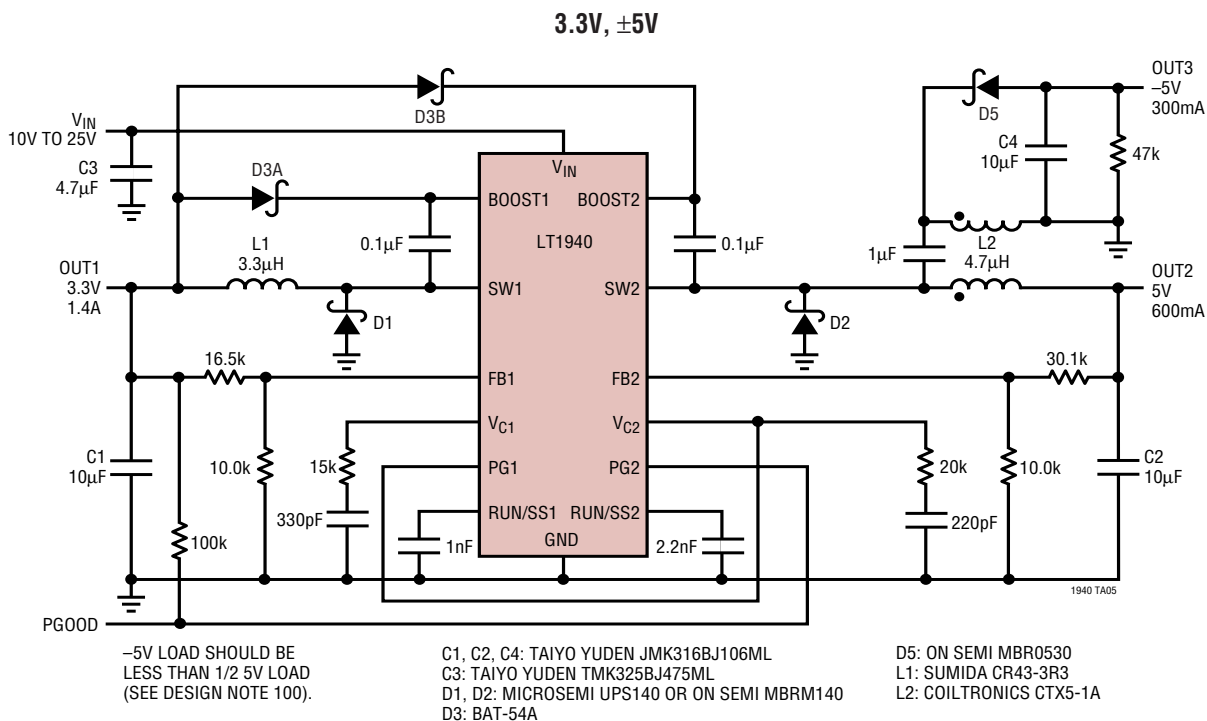 3.3V, ±5V
D3B
VIN
10V TO 25V
C3
4.7µF
D3A
VIN
BOOST1
BOOST2
LT1940
0.1µF
0.1µF
L1
3.3µH
OUT1
3.3V
1.4A
SW1
SW2
D1
D2
D5
C4
10µF
OUT3
–5V
300mA
47k
1µF
L2
4.7µH
OUT2
5V
600mA
16.5k
30.1k
FB1
FB2
VC1
VC2
PG1
PG2
RUN/SS1
RUN/SS2
GND
C1
10µF
10.0k
15k
330pF
100k
1nF
2.2nF
20k
220pF
10.0k
C2
10µF
1940 TA05
PGOOD
–5V LOAD SHOULD BE
LESS THAN 1/2 5V LOAD
(SEE DESIGN NOTE 100).
C1, C2, C4: TAIYO YUDEN JMK316BJ106ML
C3: TAIYO YUDEN TMK325BJ475ML
D1, D2: MICROSEMI UPS140 OR ON SEMI MBRM140
D3: BAT-54A
D5: ON SEMI MBR0530
L1: SUMIDA CR43-3R3
L2: COILTRONICS CTX5-1A